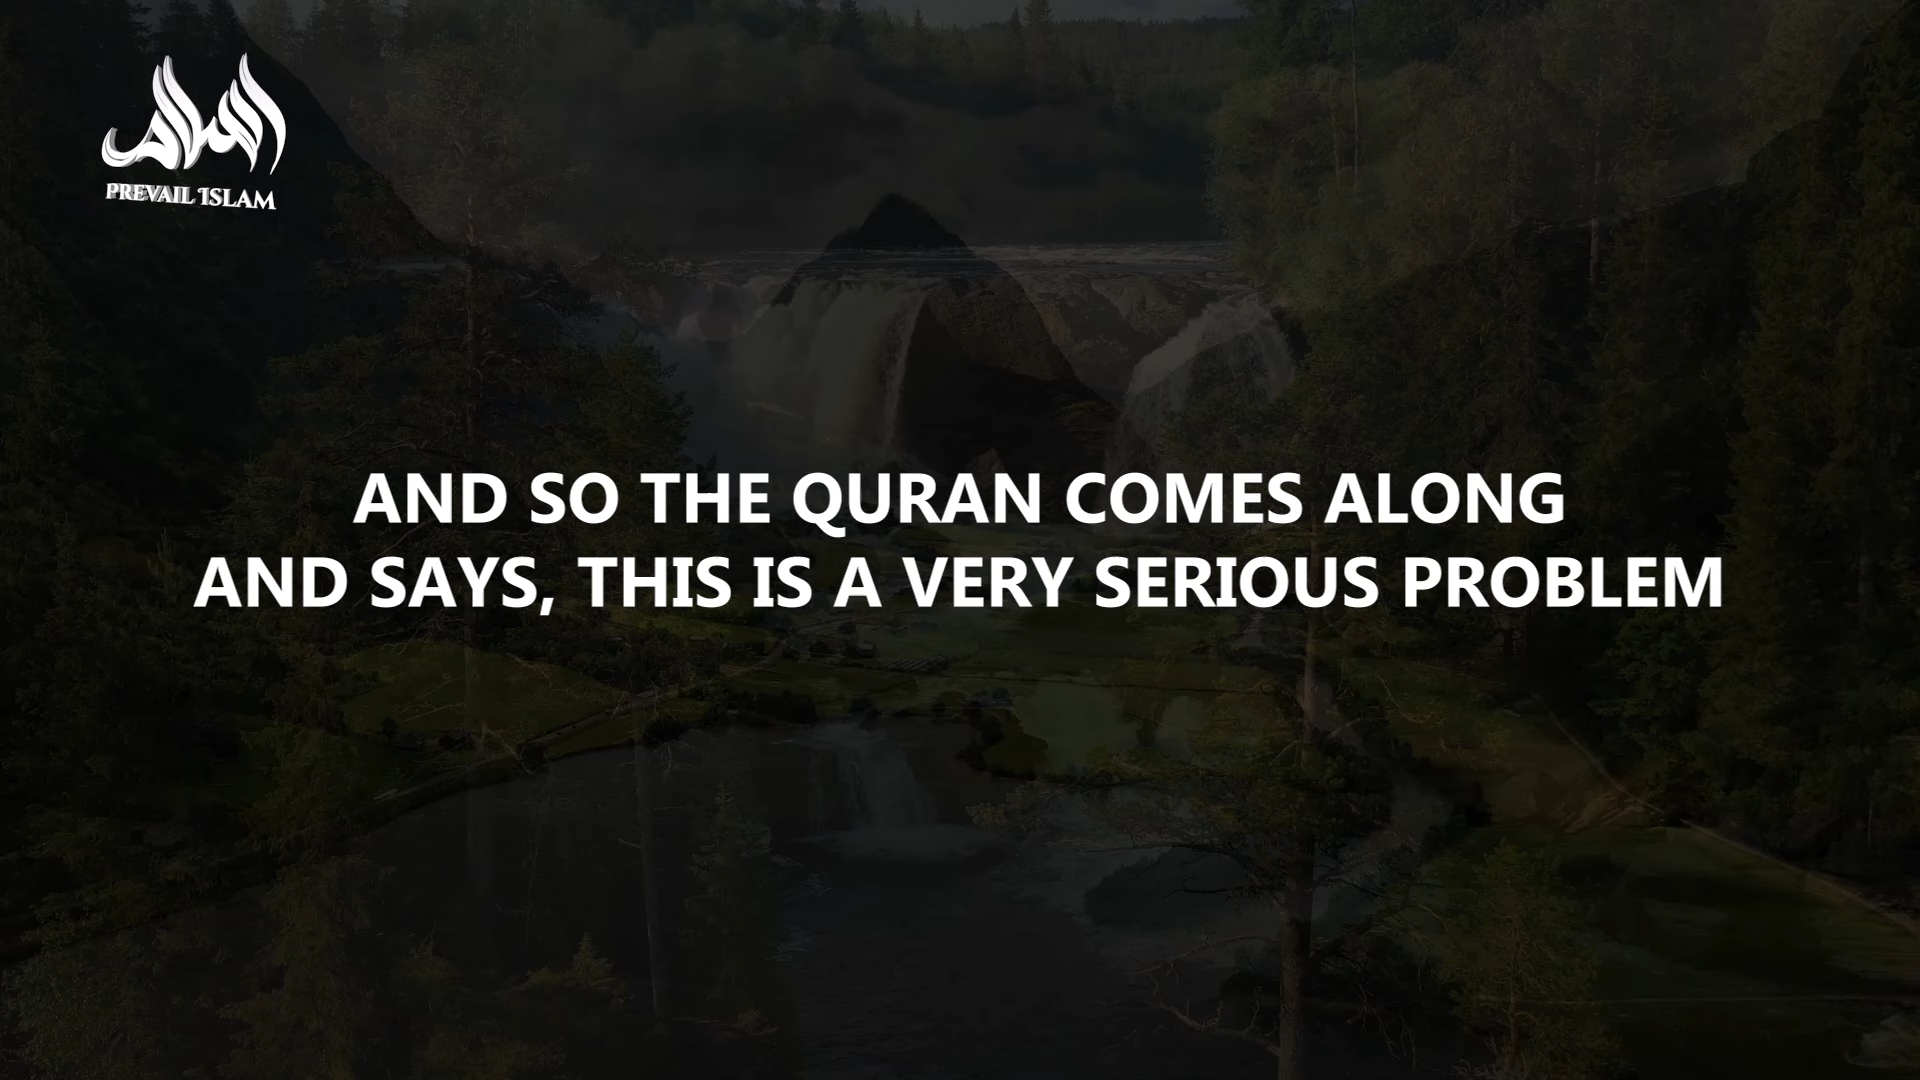 PREVAIL ISLAM
AND SO THE QURAN COMES ALONG
AND SAYS, THIS IS A VERY SERIOUS PROBLEM